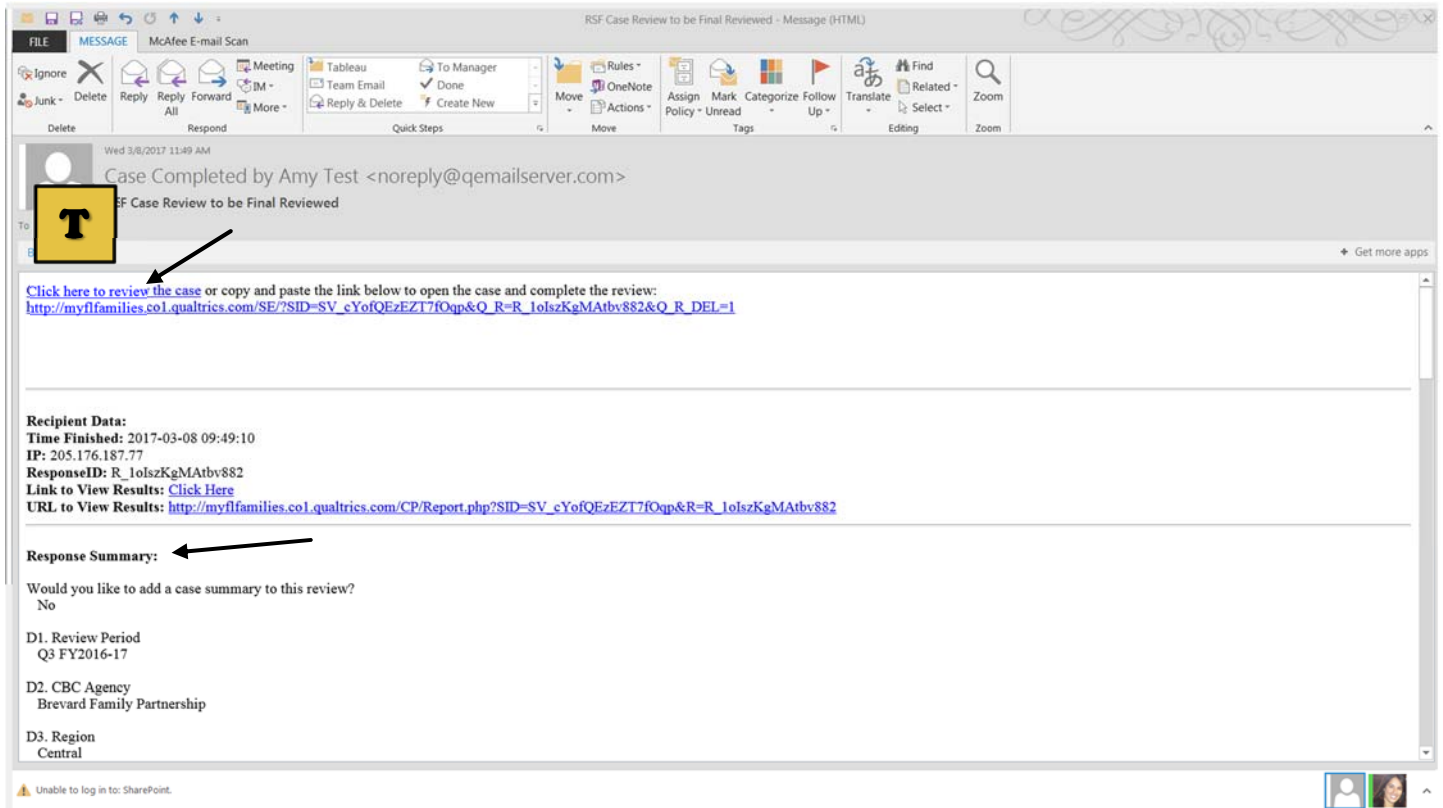 RSF Case Review to be Final Reviewed - Message (HTML)
FILE MESSAGE McAfee E-mail Scan
Ignore
Junk
Delete
Reply
Reply All
Forward
Meeting
IM
More
Tableau
Team Email
Reply & Delete
To Manager
Done
Create New
Move
Rules
OneNote
Actions
Assign Policy
Mark Unread
Categorize
Follow Up
Translate
Find
Related
Select
Zoom
Delete Respond Quick Steps Move Tags Editing Zoom
Wed 3/8/2017 11:49 AM
Case Completed by Amy Test <noreply@qemailserver.com>
Case Review to be Final Reviewed
To
T
+ Get more apps
Click here to review the case or copy and paste the link below to open the case and complete the review:
http://myflfamilies.co1.qualtrics.com/SE/?SID=SV_cYofQEzEZT7fOqp&Q_R=R_1oIszKgMAtbv882&Q_R_DEL=1
Recipient Data:
Time Finished: 2017-03-08 09:49:10
IP: 205.176.187.77
ResponseID: R_1oIszKgMAtbv882
Link to View Results: Click Here
URL to View Results: http://myflfamilies.co1.qualtrics.com/CP/Report.php?SID=SV_cYofQEzEZT7fOqp&R=R_1oIszKgMAtbv882
Response Summary:
Would you like to add a case summary to this review?
No
D1. Review Period
Q3 FY2016-17
D2. CBC Agency
Brevard Family Partnership
D3. Region
Central
Unable to log in to: SharePoint.